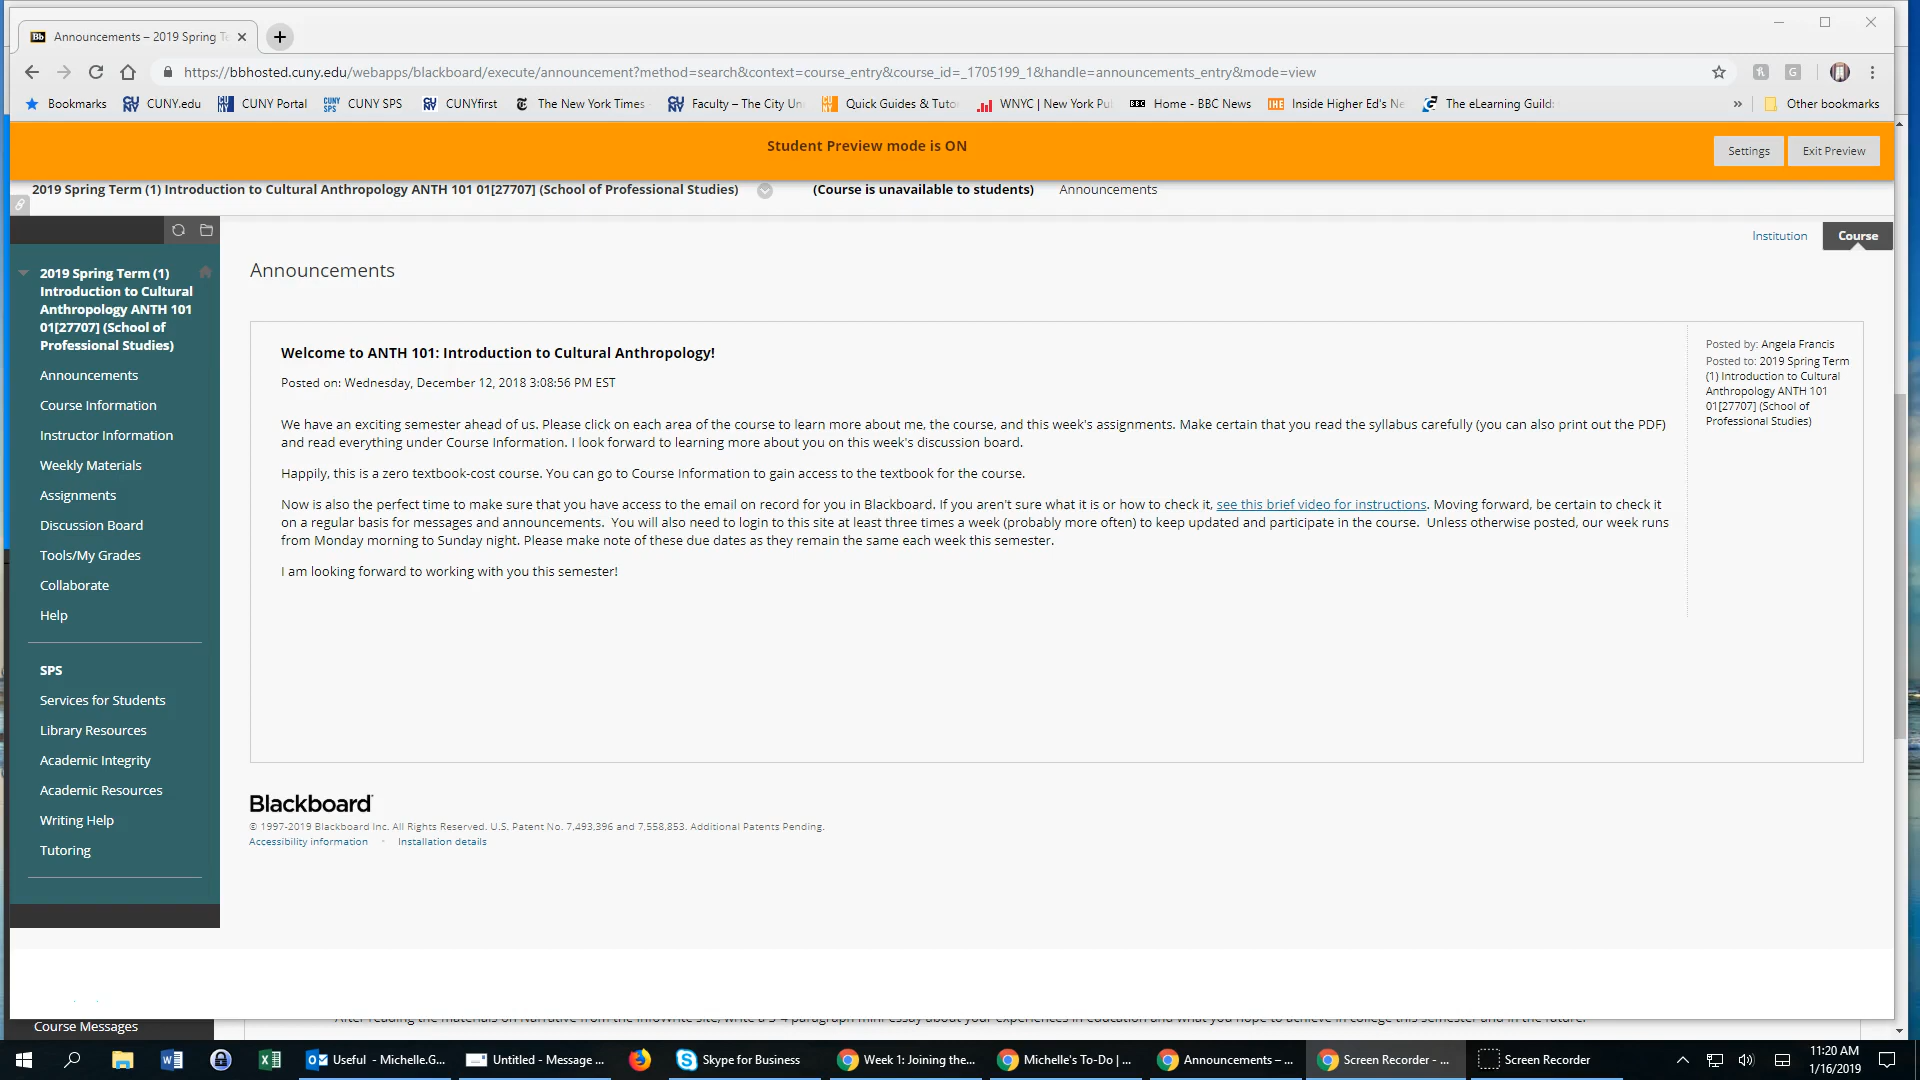 Announcements – 2019 Spring Te
https://bbhosted.cuny.edu/webapps/blackboard/execute/announcement?method=search&context=course_entry&course_id=_1705199_1&handle=announcements_entry&mode=view
Bookmarks CUNY.edu CUNY Portal CUNY SPS CUNYfirst The New York Times Faculty – The City Un Quick Guides & Tuto WNYC | New York Pu Home - BBC News Inside Higher Ed's Ne The eLearning Guild: » Other bookmarks
Student Preview mode is ON
Settings Exit Preview
2019 Spring Term (1) Introduction to Cultural Anthropology ANTH 101 01[27707] (School of Professional Studies) (Course is unavailable to students) Announcements
Institution Course
2019 Spring Term (1)
Introduction to Cultural
Anthropology ANTH 101
01[27707] (School of
Professional Studies)
Announcements
Course Information
Instructor Information
Weekly Materials
Assignments
Discussion Board
Tools/My Grades
Collaborate
Help
SPS
Services for Students
Library Resources
Academic Integrity
Academic Resources
Writing Help
Tutoring
Announcements
Welcome to ANTH 101: Introduction to Cultural Anthropology!
Posted on: Wednesday, December 12, 2018 3:08:56 PM EST
We have an exciting semester ahead of us. Please click on each area of the course to learn more about me, the course, and this week's assignments. Make certain that you read the syllabus carefully (you can also print out the PDF)
and read everything under Course Information. I look forward to learning more about you on this week's discussion board.
Happily, this is a zero textbook-cost course. You can go to Course Information to gain access to the textbook for the course.
Now is also the perfect time to make sure that you have access to the email on record for you in Blackboard. If you aren't sure what it is or how to check it, see this brief video for instructions. Moving forward, be certain to check it
on a regular basis for messages and announcements. You will also need to login to this site at least three times a week (probably more often) to keep updated and participate in the course. Unless otherwise posted, our week runs
from Monday morning to Sunday night. Please make note of these due dates as they remain the same each week this semester.
I am looking forward to working with you this semester!
Posted by: Angela Francis
Posted to: 2019 Spring Term
(1) Introduction to Cultural
Anthropology ANTH 101
01[27707] (School of
Professional Studies)
Blackboard
© 1997-2019 Blackboard Inc. All Rights Reserved. U.S. Patent No. 7,493,396 and 7,558,853. Additional Patents Pending.
Accessibility information • Installation details
Course Messages
Useful - Michelle.G... Untitled - Message ... Skype for Business Week 1: Joining the... Michelle's To-Do | ... Announcements – ... Screen Recorder - ... Screen Recorder
11:20 AM
1/16/2019